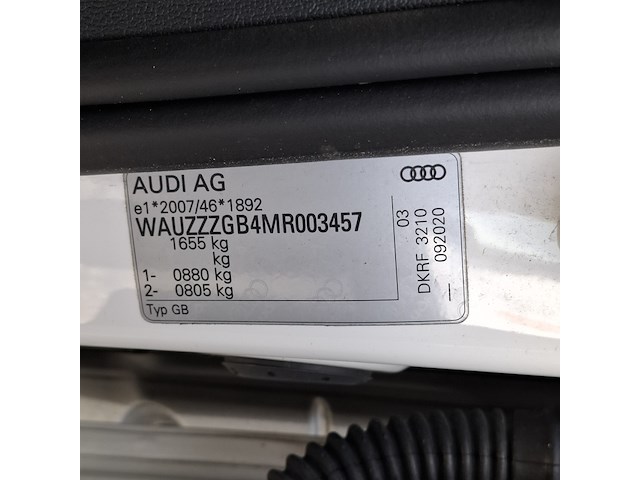 AUDI AG
e1*2007/46*1892
WAUZZZGB4MR003457
1655 kg
kg
1- 0880 kg
2- 0805 kg
Typ GB
03
DKRF 3210
092020